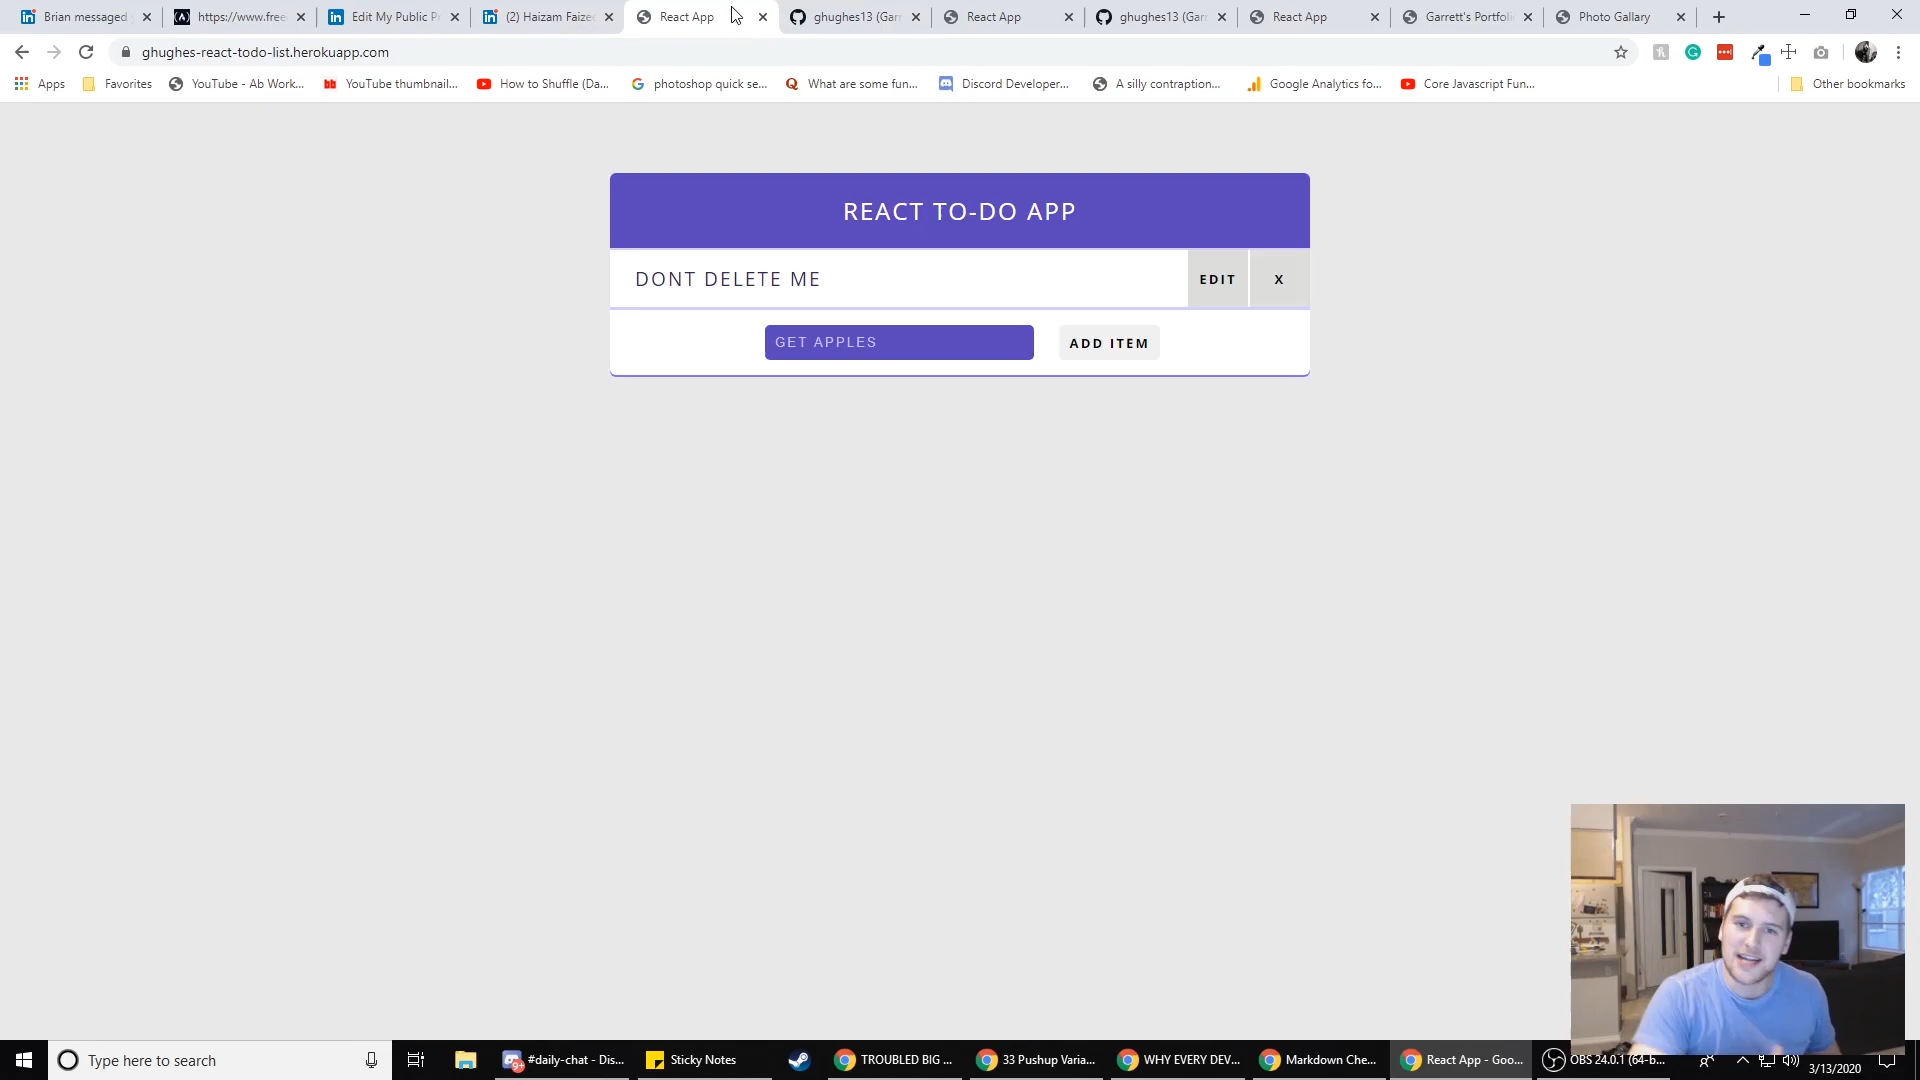 Brian messaged
https://www.free
Edit My Public P
(2) Haizam Faize
React App
ghughes13 (Gar
React App
ghughes13 (Gar
React App
Garrett's Portfoli
Photo Gallary
ghughes-react-todo-list.herokuapp.com
Apps
Favorites
YouTube - Ab Work...
YouTube thumbnail...
How to Shuffle (Da...
photoshop quick se...
What are some fun...
Discord Developer...
A silly contraption...
Google Analytics fo...
Core Javascript Fun...
Other bookmarks
REACT TO-DO APP
DONT DELETE ME
EDIT
X
GET APPLES
ADD ITEM
Type here to search
#daily-chat - Dis...
Sticky Notes
TROUBLED BIG ...
33 Pushup Varia...
WHY EVERY DEV...
Markdown Che...
React App - Goo...
OBS 24.0.1 (64-b...
3/13/2020